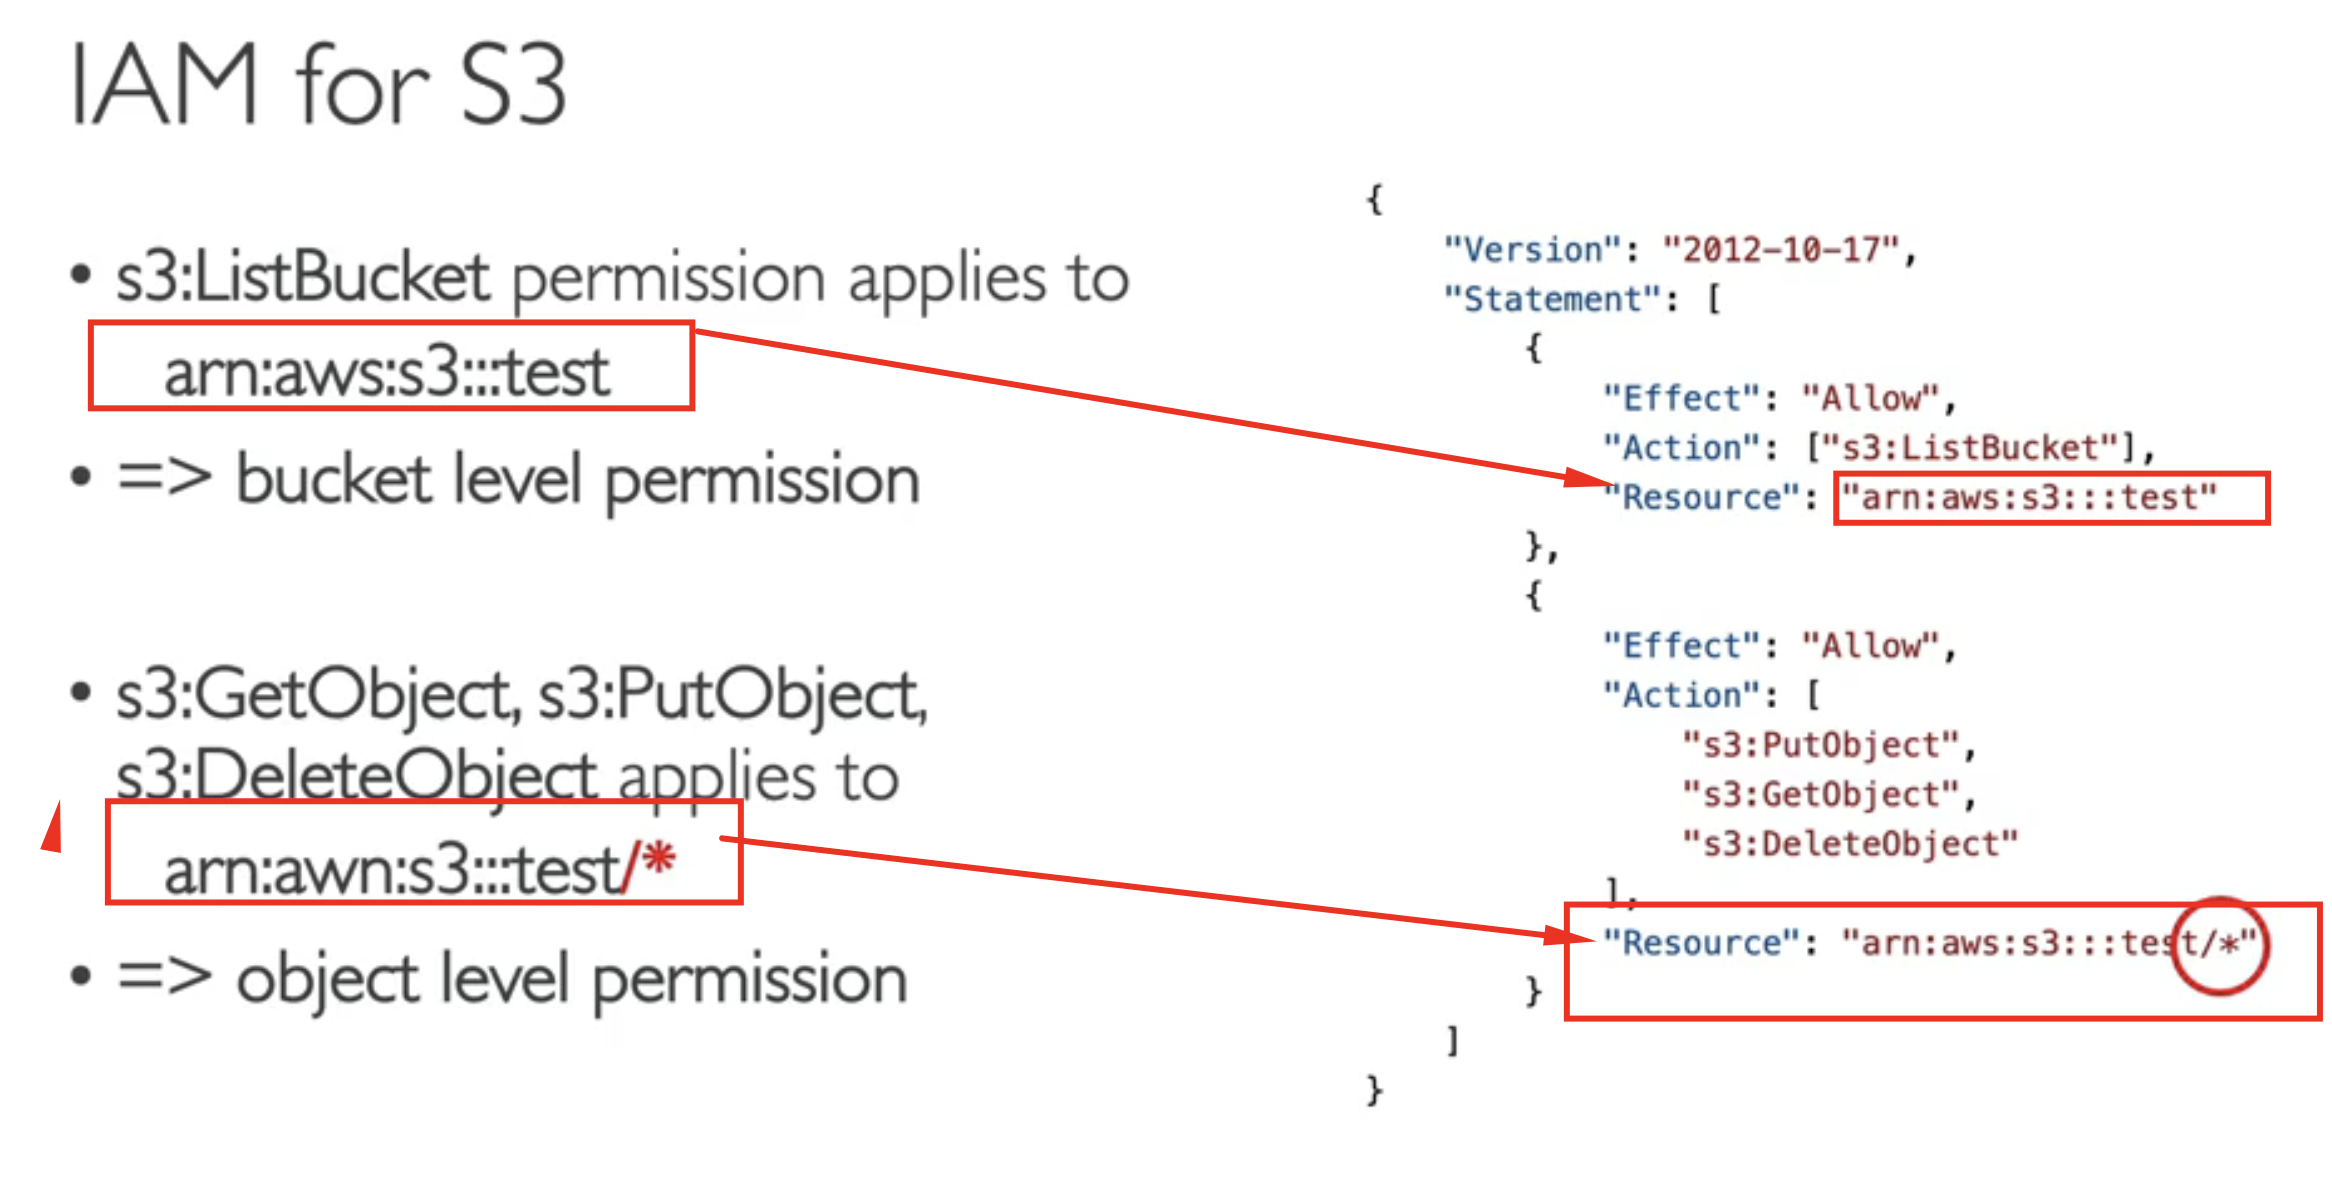 IAM for S3
• s3:ListBucket permission applies to
arn:aws:s3:::test
• => bucket level permission
• s3:GetObject, s3:PutObject,
s3:DeleteObject applies to
arn:awn:s3:::test/*
• => object level permission
{
"Version": "2012-10-17",
"Statement": [
{
"Effect": "Allow",
"Action": ["s3:ListBucket"],
"Resource": "arn:aws:s3:::test"
},
{
"Effect": "Allow",
"Action": [
"s3:PutObject",
"s3:GetObject",
"s3:DeleteObject"
],
"Resource": "arn:aws:s3:::test/*"
}
]
}